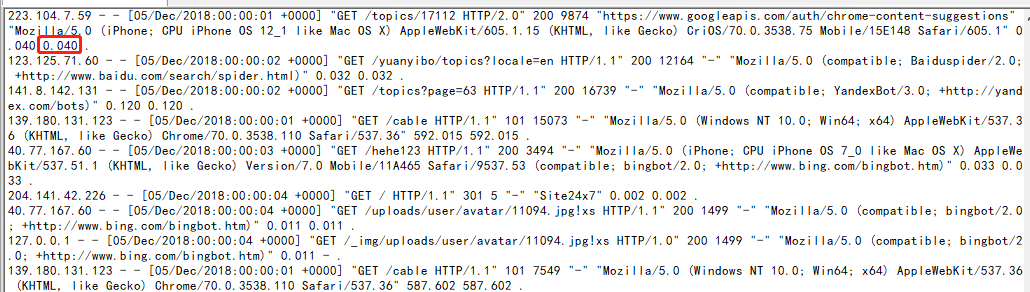 223.104.7.59 - - [05/Dec/2018:00:00:01 +0000] "GET /topics/17112 HTTP/2.0" 200 9874 "https://www.googleapis.com/auth/chrome-content-suggestions"
"Mozilla/5.0 (iPhone; CPU iPhone OS 12_1 like Mac OS X) AppleWebKit/605.1.15 (KHTML, like Gecko) CriOS/70.0.3538.75 Mobile/15E148 Safari/605.1" 0
.040 0.040 .
123.125.71.60 - - [05/Dec/2018:00:00:02 +0000] "GET /yuanyibo/topics?locale=en HTTP/1.1" 200 12164 "-" "Mozilla/5.0 (compatible; Baiduspider/2.0;
+http://www.baidu.com/search/spider.html)" 0.032 0.032 .
141.8.142.131 - - [05/Dec/2018:00:00:02 +0000] "GET /topics?page=63 HTTP/1.1" 200 16739 "-" "Mozilla/5.0 (compatible; YandexBot/3.0; +http://yand
ex.com/bots)" 0.120 0.120 .
139.180.131.123 - - [05/Dec/2018:00:00:01 +0000] "GET /cable HTTP/1.1" 101 15073 "-" "Mozilla/5.0 (Windows NT 10.0; Win64; x64) AppleWebKit/537.3
6 (KHTML, like Gecko) Chrome/70.0.3538.110 Safari/537.36" 592.015 592.015 .
40.77.167.60 - - [05/Dec/2018:00:00:03 +0000] "GET /hehe123 HTTP/1.1" 200 3494 "-" "Mozilla/5.0 (iPhone; CPU iPhone OS 7_0 like Mac OS X) AppleWe
bKit/537.51.1 (KHTML, like Gecko) Version/7.0 Mobile/11A465 Safari/9537.53 (compatible; bingbot/2.0; +http://www.bing.com/bingbot.htm)" 0.033 0.0
33 .
204.141.42.226 - - [05/Dec/2018:00:00:04 +0000] "GET / HTTP/1.1" 301 5 "-" "Site24x7" 0.002 0.002 .
40.77.167.60 - - [05/Dec/2018:00:00:04 +0000] "GET /uploads/user/avatar/11094.jpg!xs HTTP/1.1" 200 1499 "-" "Mozilla/5.0 (compatible; bingbot/2.0
; +http://www.bing.com/bingbot.htm)" 0.011 0.011 .
127.0.0.1 - - [05/Dec/2018:00:00:04 +0000] "GET /_img/uploads/user/avatar/11094.jpg!xs HTTP/1.0" 200 1499 "-" "Mozilla/5.0 (compatible; bingbot/2
.0; +http://www.bing.com/bingbot.htm)" 0.011 - .
139.180.131.123 - - [05/Dec/2018:00:00:01 +0000] "GET /cable HTTP/1.1" 101 7549 "-" "Mozilla/5.0 (Windows NT 10.0; Win64; x64) AppleWebKit/537.36
(KHTML, like Gecko) Chrome/70.0.3538.110 Safari/537.36" 587.602 587.602 .